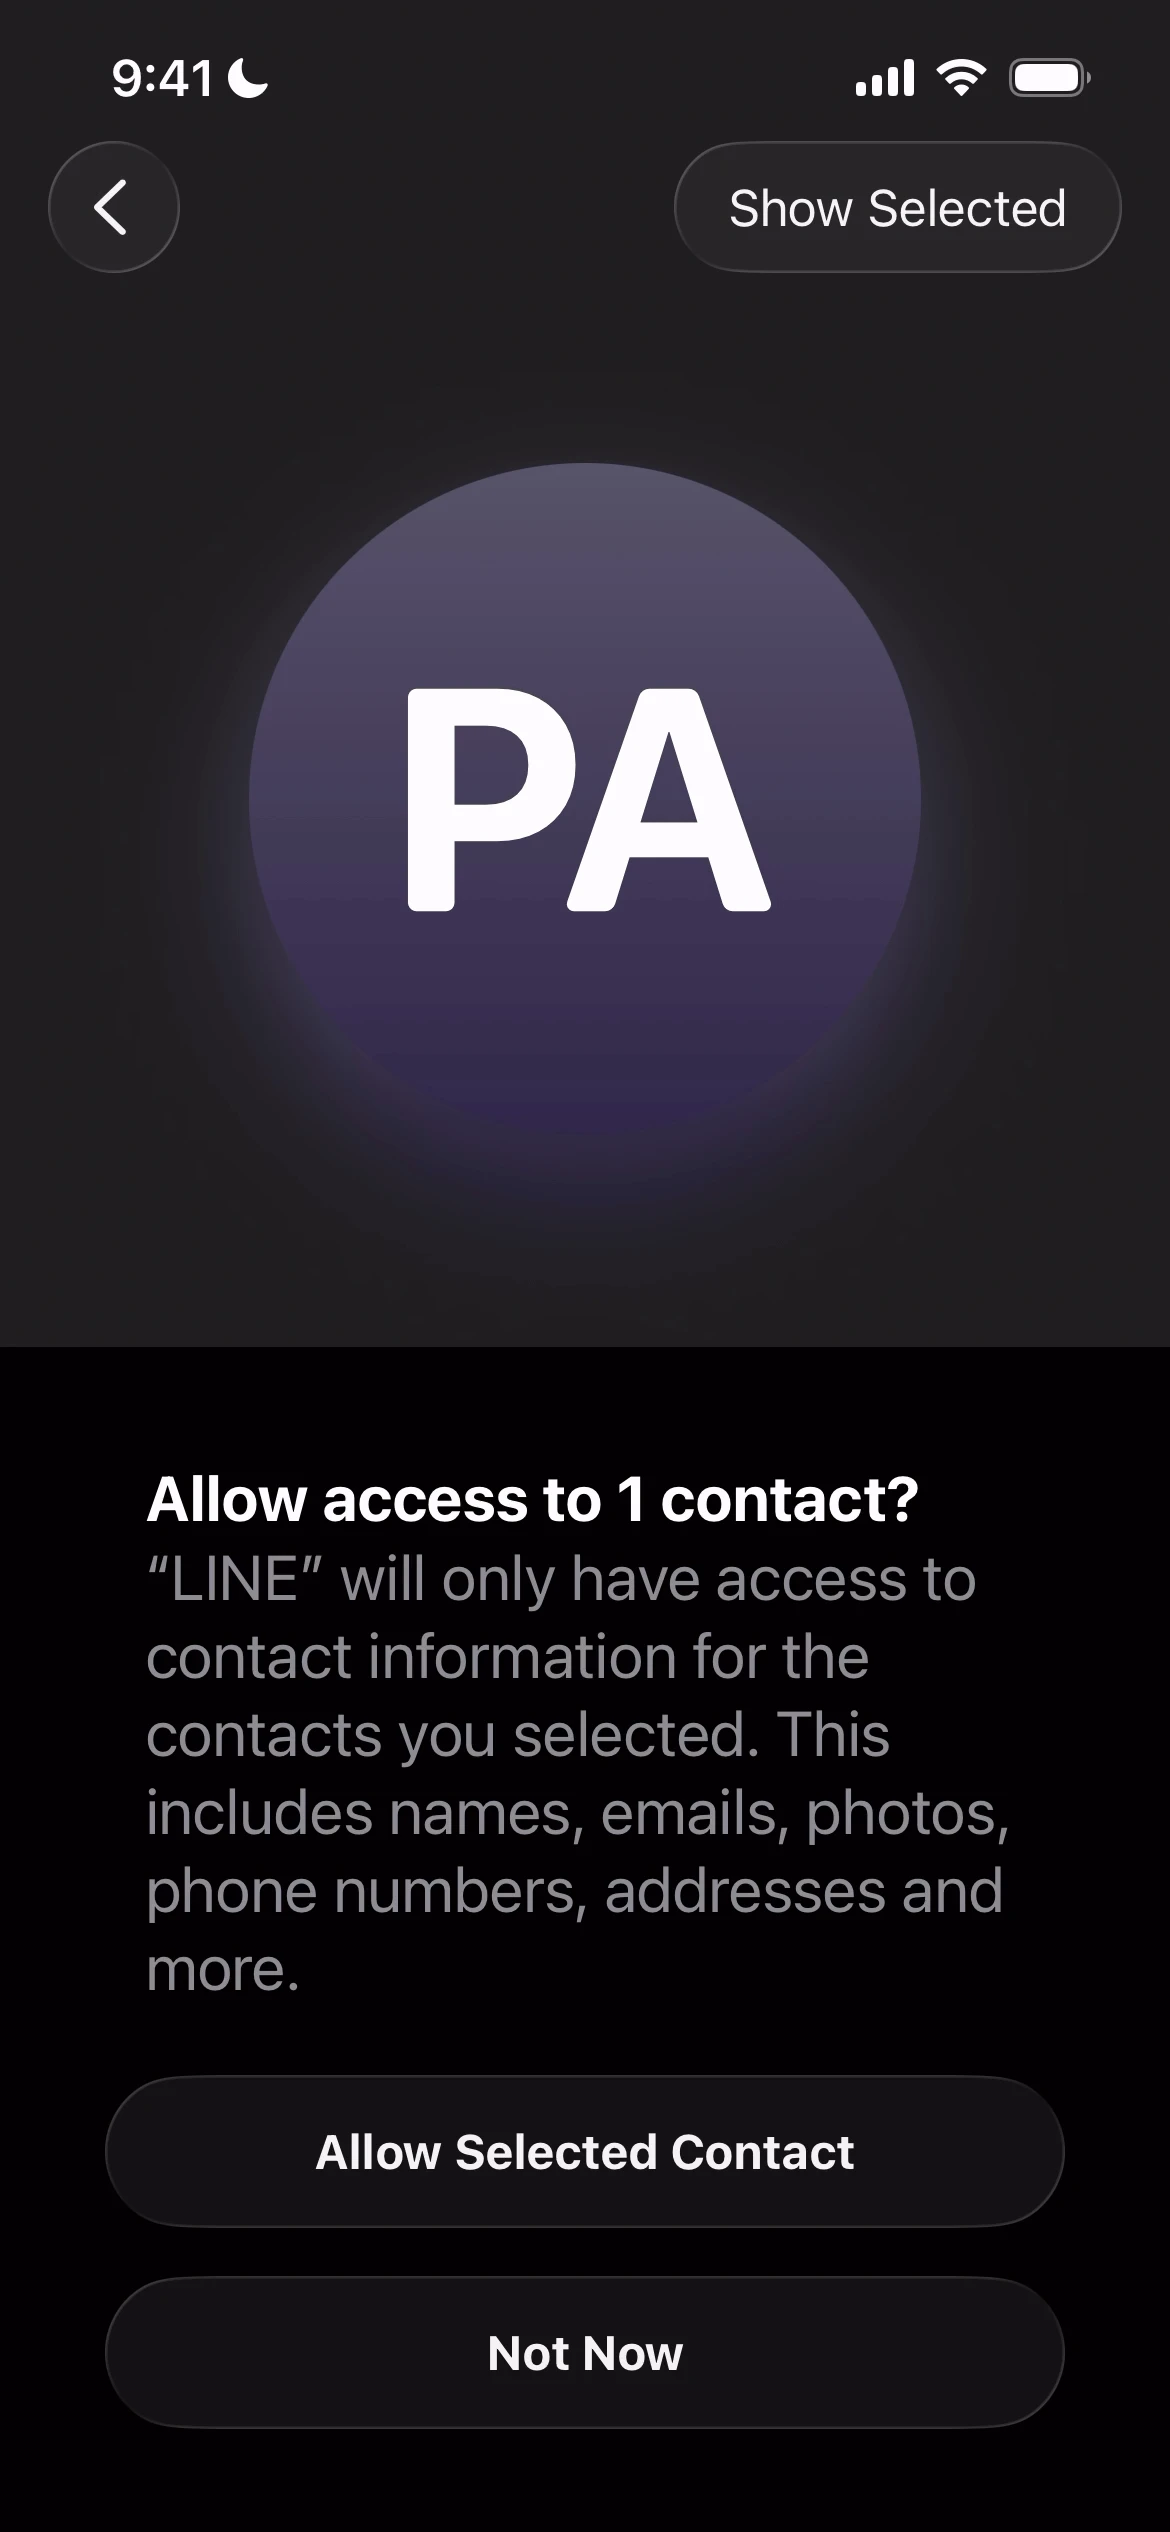 9:41
Show Selected
PA
Allow access to 1 contact?
“LINE” will only have access to
contact information for the
contacts you selected. This
includes names, emails, photos,
phone numbers, addresses and
more.
Allow Selected Contact
Not Now